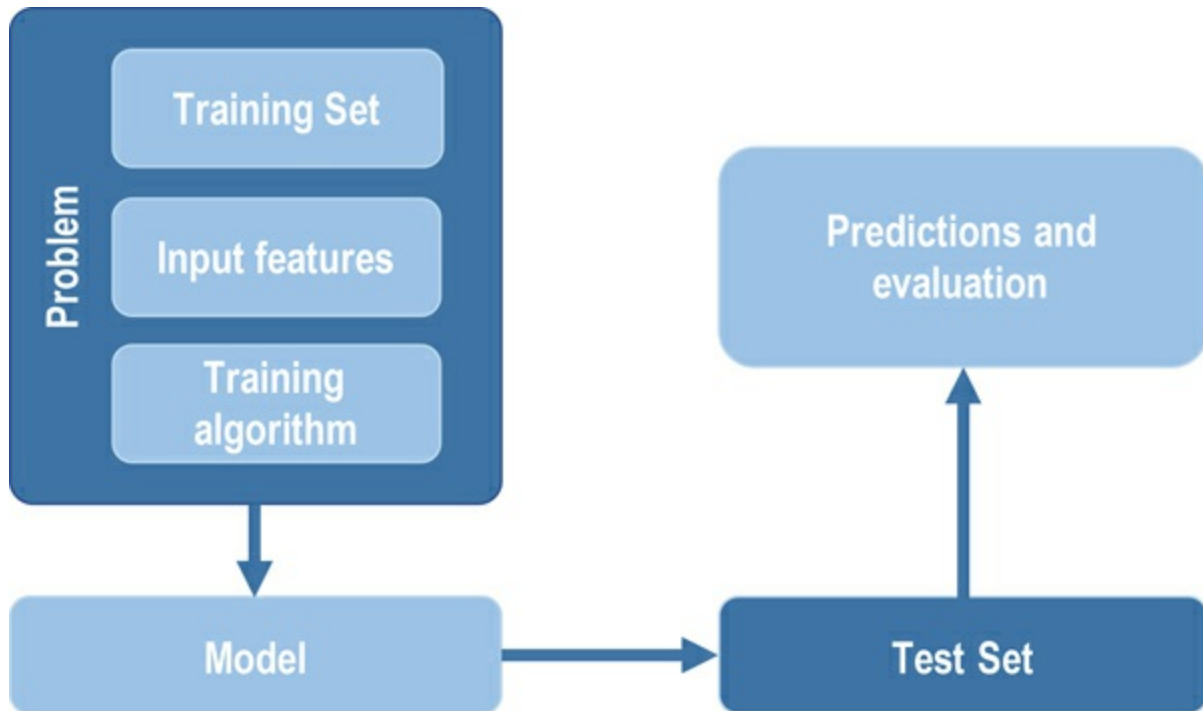 Problem
Training Set
Input features
Training
algorithm
Model
Test Set
Predictions and
evaluation